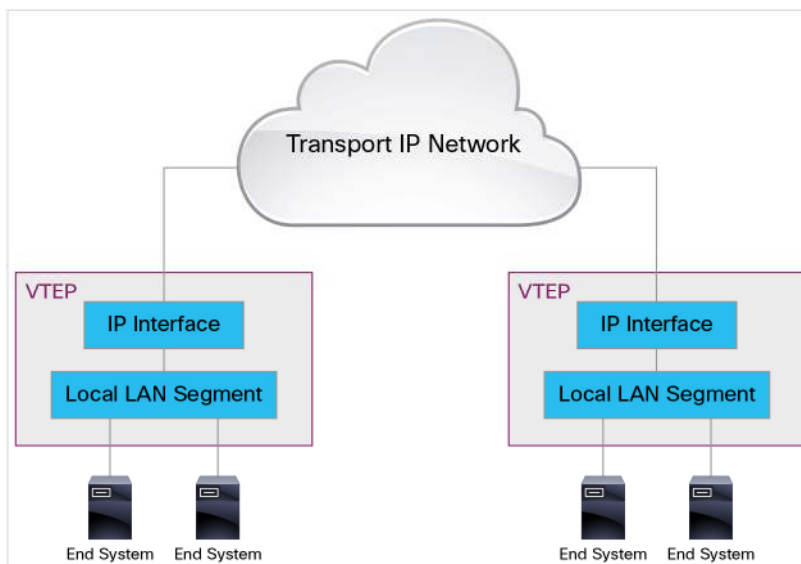 Transport IP Network
VTEP
VTEP
IP Interface
IP Interface
Local LAN Segment
Local LAN Segment
End System
End System
End System
End System